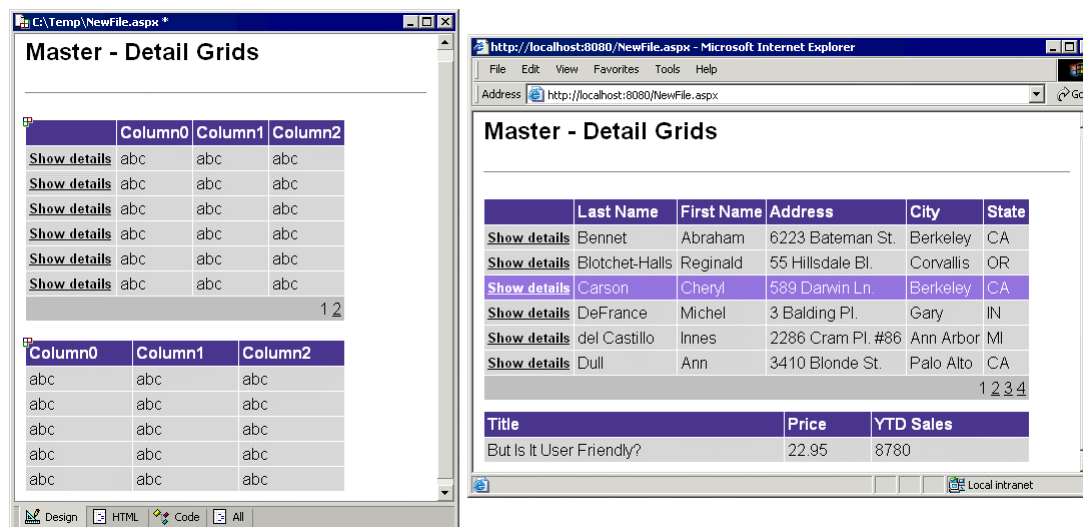 C:\Temp\NewFile.aspx *
Master - Detail Grids
Column0 Column1 Column2
Show details abc abc abc
Show details abc abc abc
Show details abc abc abc
Show details abc abc abc
Show details abc abc abc
Show details abc abc abc
1 2
Column0 Column1 Column2
abc abc abc
abc abc abc
abc abc abc
abc abc abc
abc abc abc
Design HTML Code All
http://localhost:8080/NewFile.aspx - Microsoft Internet Explorer
File Edit View Favorites Tools Help
Address http://localhost:8080/NewFile.aspx Go
Master - Detail Grids
Last Name First Name Address City State
Show details Bennet Abraham 6223 Bateman St. Berkeley CA
Show details Blotchet-Halls Reginald 55 Hillsdale Bl. Corvallis OR
Show details Carson Cheryl 589 Darwin Ln. Berkeley CA
Show details DeFrance Michel 3 Balding Pl. Gary IN
Show details del Castillo Innes 2286 Cram Pl. #86 Ann Arbor MI
Show details Dull Ann 3410 Blonde St. Palo Alto CA
1 2 3 4
Title Price YTD Sales
But Is It User Friendly? 22.95 8780
Local intranet